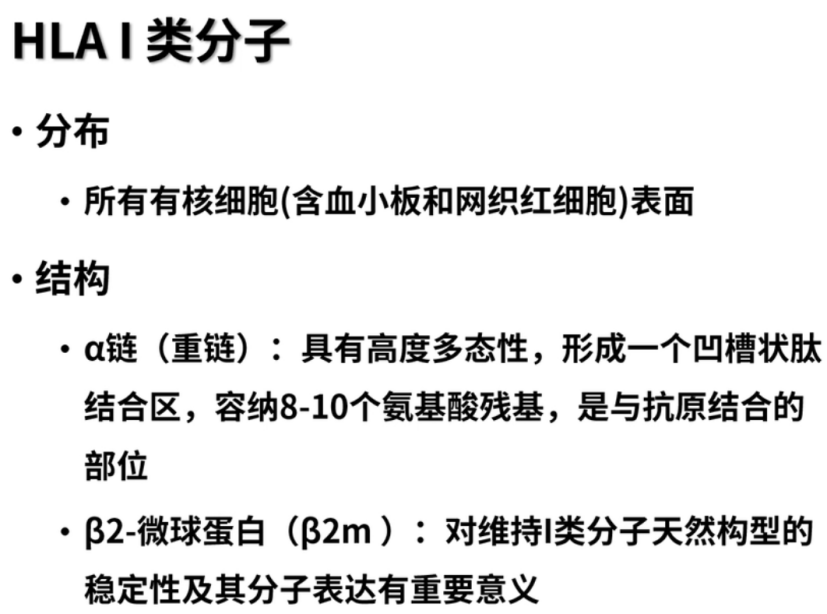 HLA I 类分子
• 分布
• 所有有核细胞(含血小板和网织红细胞)表面
• 结构
• α链（重链）：具有高度多态性，形成一个凹槽状肽
结合区，容纳8-10个氨基酸残基，是与抗原结合的
部位
• β2-微球蛋白（β2m ）：对维持I类分子天然构型的
稳定性及其分子表达有重要意义